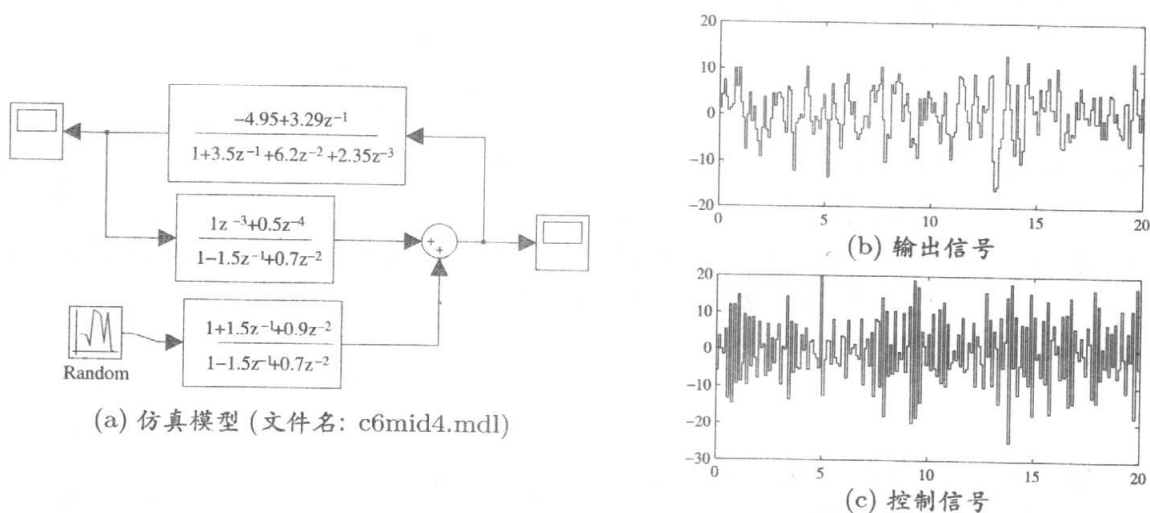 -4.95+3.29z⁻¹
1+3.5z⁻¹+6.2z⁻²+2.35z⁻³
1z⁻³+0.5z⁻⁴
1-1.5z⁻¹+0.7z⁻²
++
1+1.5z⁻¹+0.9z⁻²
1-1.5z⁻¹+0.7z⁻²
Random
(a) 仿真模型 (文件名: c6mid4.mdl)
20
10
0
-10
-20
0 5 10 15 20
(b) 输出信号
20
10
0
-10
-20
-30
0 5 10 15 20
(c) 控制信号